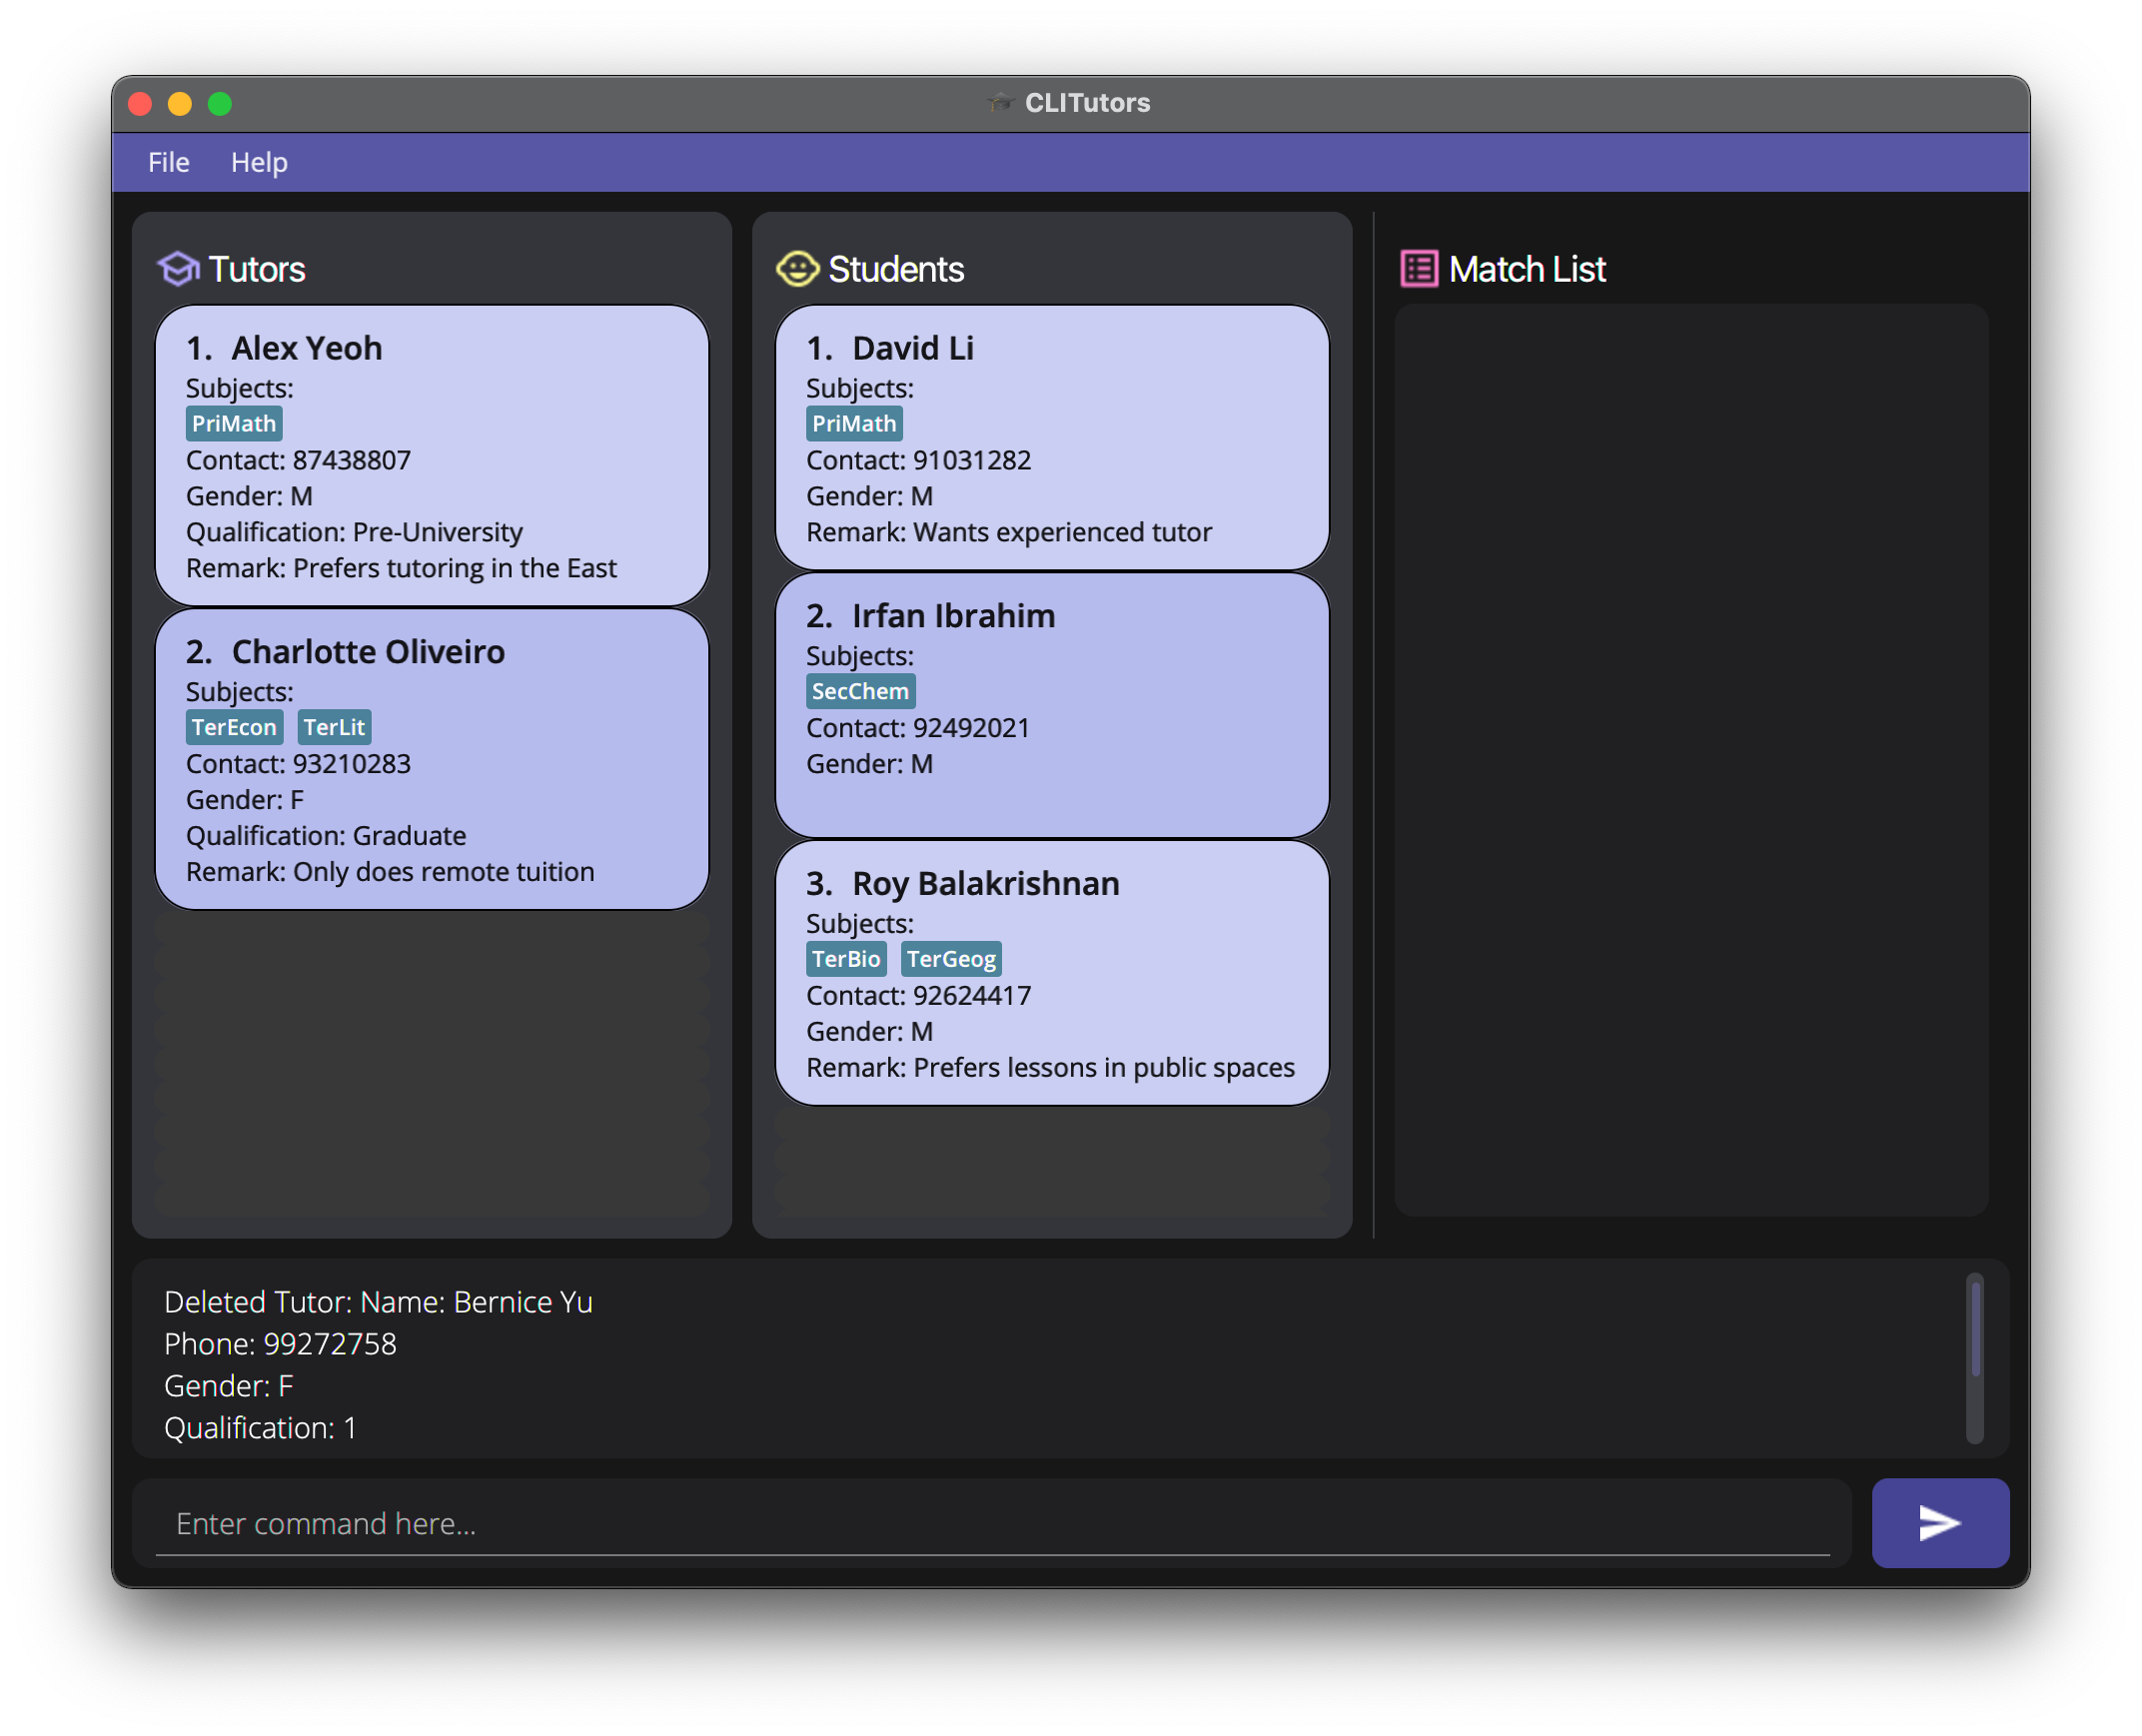 CLITutors
File Help
Tutors
1. Alex Yeoh
Subjects:
PriMath
Contact: 87438807
Gender: M
Qualification: Pre-University
Remark: Prefers tutoring in the East
2. Charlotte Oliveiro
Subjects:
TerEcon TerLit
Contact: 93210283
Gender: F
Qualification: Graduate
Remark: Only does remote tuition
Students
1. David Li
Subjects:
PriMath
Contact: 91031282
Gender: M
Remark: Wants experienced tutor
2. Irfan Ibrahim
Subjects:
SecChem
Contact: 92492021
Gender: M
3. Roy Balakrishnan
Subjects:
TerBio TerGeog
Contact: 92624417
Gender: M
Remark: Prefers lessons in public spaces
Match List
Deleted Tutor: Name: Bernice Yu
Phone: 99272758
Gender: F
Qualification: 1
Enter command here...